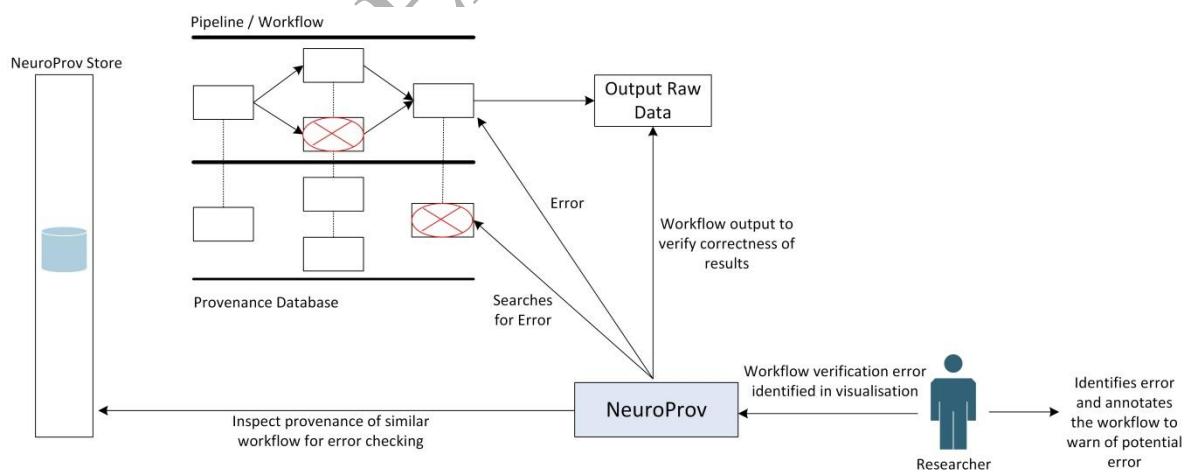 Pipeline / Workflow
NeuroProv Store
Output Raw
Data
Error
Workflow output to
verify correctness of
results
Provenance Database
Searches
for Error
Workflow verification error
identified in visualisation
Identifies error
and annotates
the workflow to
warn of potential
error
NeuroProv
Inspect provenance of similar
workflow for error checking
Researcher